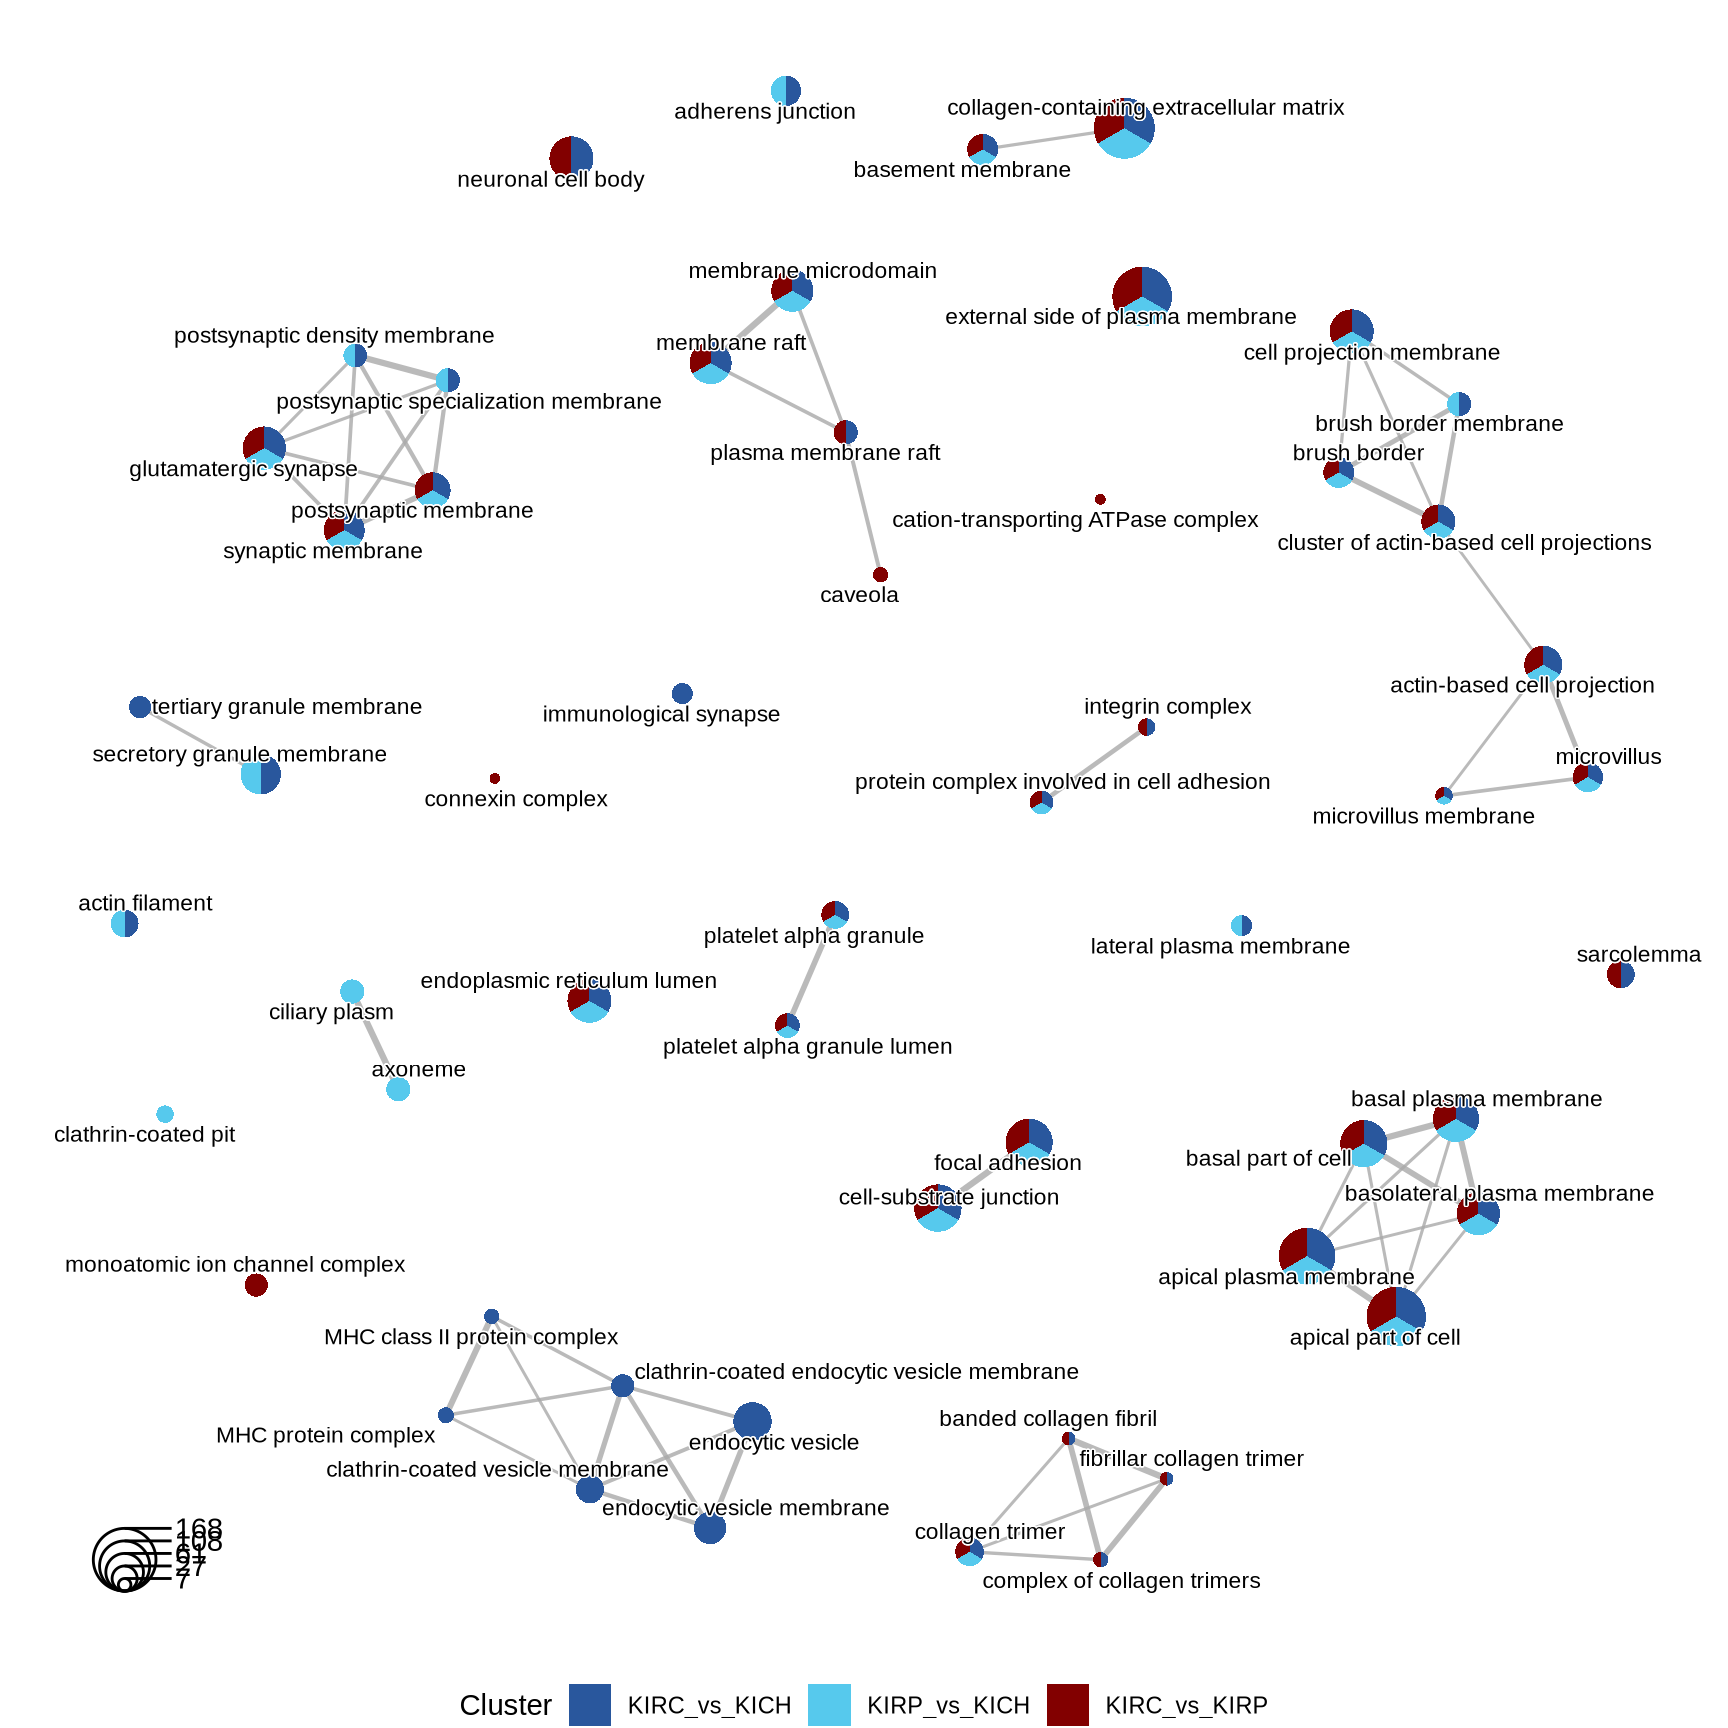 adherens junction
collagen-containing extracellular matrix
basement membrane
neuronal cell body
membrane microdomain
external side of plasma membrane
postsynaptic density membrane
membrane raft
cell projection membrane
postsynaptic specialization membrane
brush border membrane
plasma membrane raft
brush border
glutamatergic synapse
postsynaptic membrane
cation-transporting ATPase complex
cluster of actin-based cell projections
synaptic membrane
caveola
actin-based cell projection
tertiary granule membrane
immunological synapse
integrin complex
secretory granule membrane
microvillus
protein complex involved in cell adhesion
connexin complex
microvillus membrane
actin filament
platelet alpha granule
lateral plasma membrane
sarcolemma
endoplasmic reticulum lumen
ciliary plasm
platelet alpha granule lumen
axoneme
clathrin-coated pit
basal plasma membrane
focal adhesion
basal part of cell
cell-substrate junction
basolateral plasma membrane
monoatomic ion channel complex
apical plasma membrane
MHC class II protein complex
apical part of cell
clathrin-coated endocytic vesicle membrane
banded collagen fibril
MHC protein complex
endocytic vesicle
fibrillar collagen trimer
clathrin-coated vesicle membrane
endocytic vesicle membrane
collagen trimer
complex of collagen trimers
168
108
61
27
7
Cluster KIRC_vs_KICH KIRP_vs_KICH KIRC_vs_KIRP